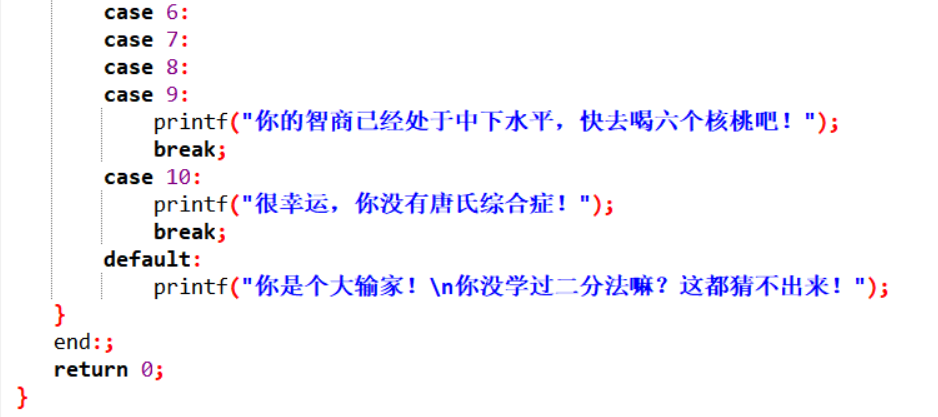 case 6:
case 7:
case 8:
case 9:
printf("你的智商已经处于中下水平，快去喝六个核桃吧！");
break;
case 10:
printf("很幸运，你没有唐氏综合症！");
break;
default:
printf("你是个大输家！\n你没学过二分法嘛？这都猜不出来！");
}
end:;
return 0;
}